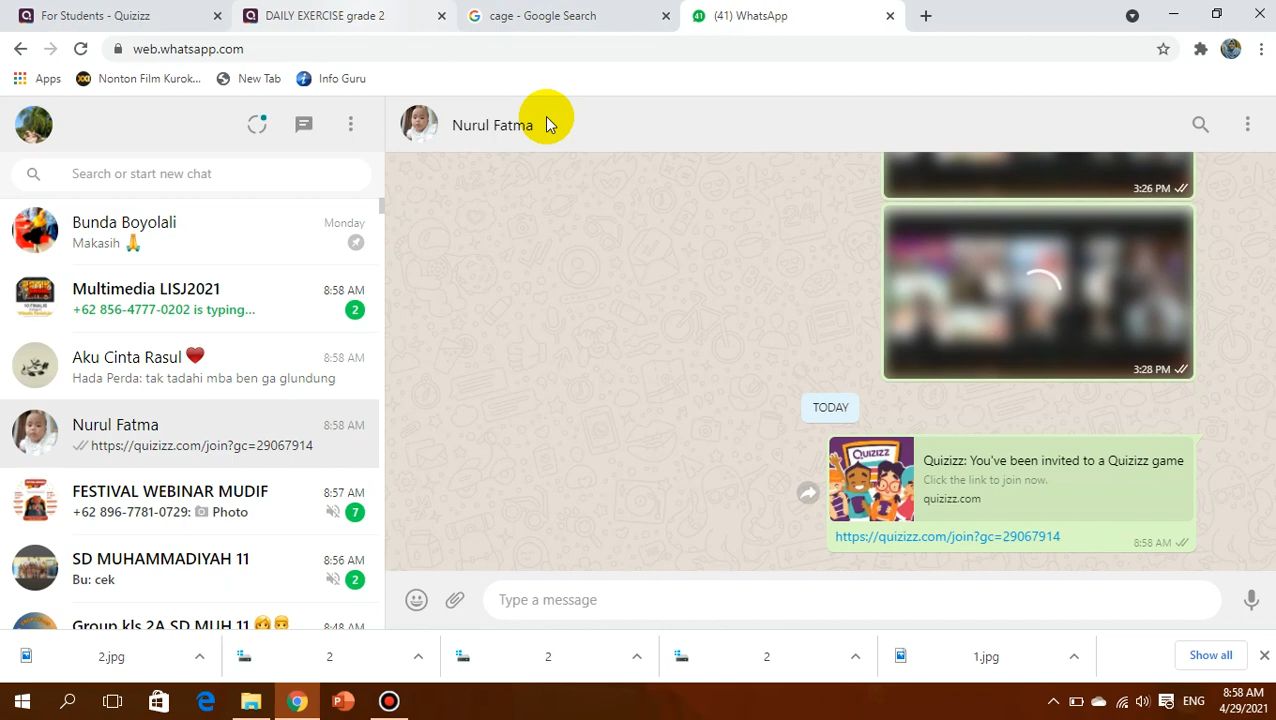 For Students - Quizizz
DAILY EXERCISE grade 2
cage - Google Search
(41) WhatsApp
web.whatsapp.com
Apps
Nonton Film Kurok...
New Tab
Info Guru
Nurul Fatma
Search or start new chat
Bunda Boyolali
Monday
Makasih 🙏
Multimedia LISJ2021
8:58 AM
+62 856-4777-0202 is typing...
2
Aku Cinta Rasul ❤️
8:58 AM
Hada Perda: tak tadahi mba ben ga glundung
Nurul Fatma
8:58 AM
https://quizizz.com/join?gc=29067914
FESTIVAL WEBINAR MUDIF
8:57 AM
+62 896-7781-0729: Photo
7
SD MUHAMMADIYAH 11
8:56 AM
Bu: cek
2
Group kls 2A SD MUH 11
8:48 AM
3:26 PM
3:28 PM
TODAY
Quizizz
Quizizz: You've been invited to a Quizizz game
Click the link to join now.
quizizz.com
https://quizizz.com/join?gc=29067914
8:58 AM
Type a message
2.jpg
2
2
2
1.jpg
Show all
ENG
8:58 AM
4/29/2021